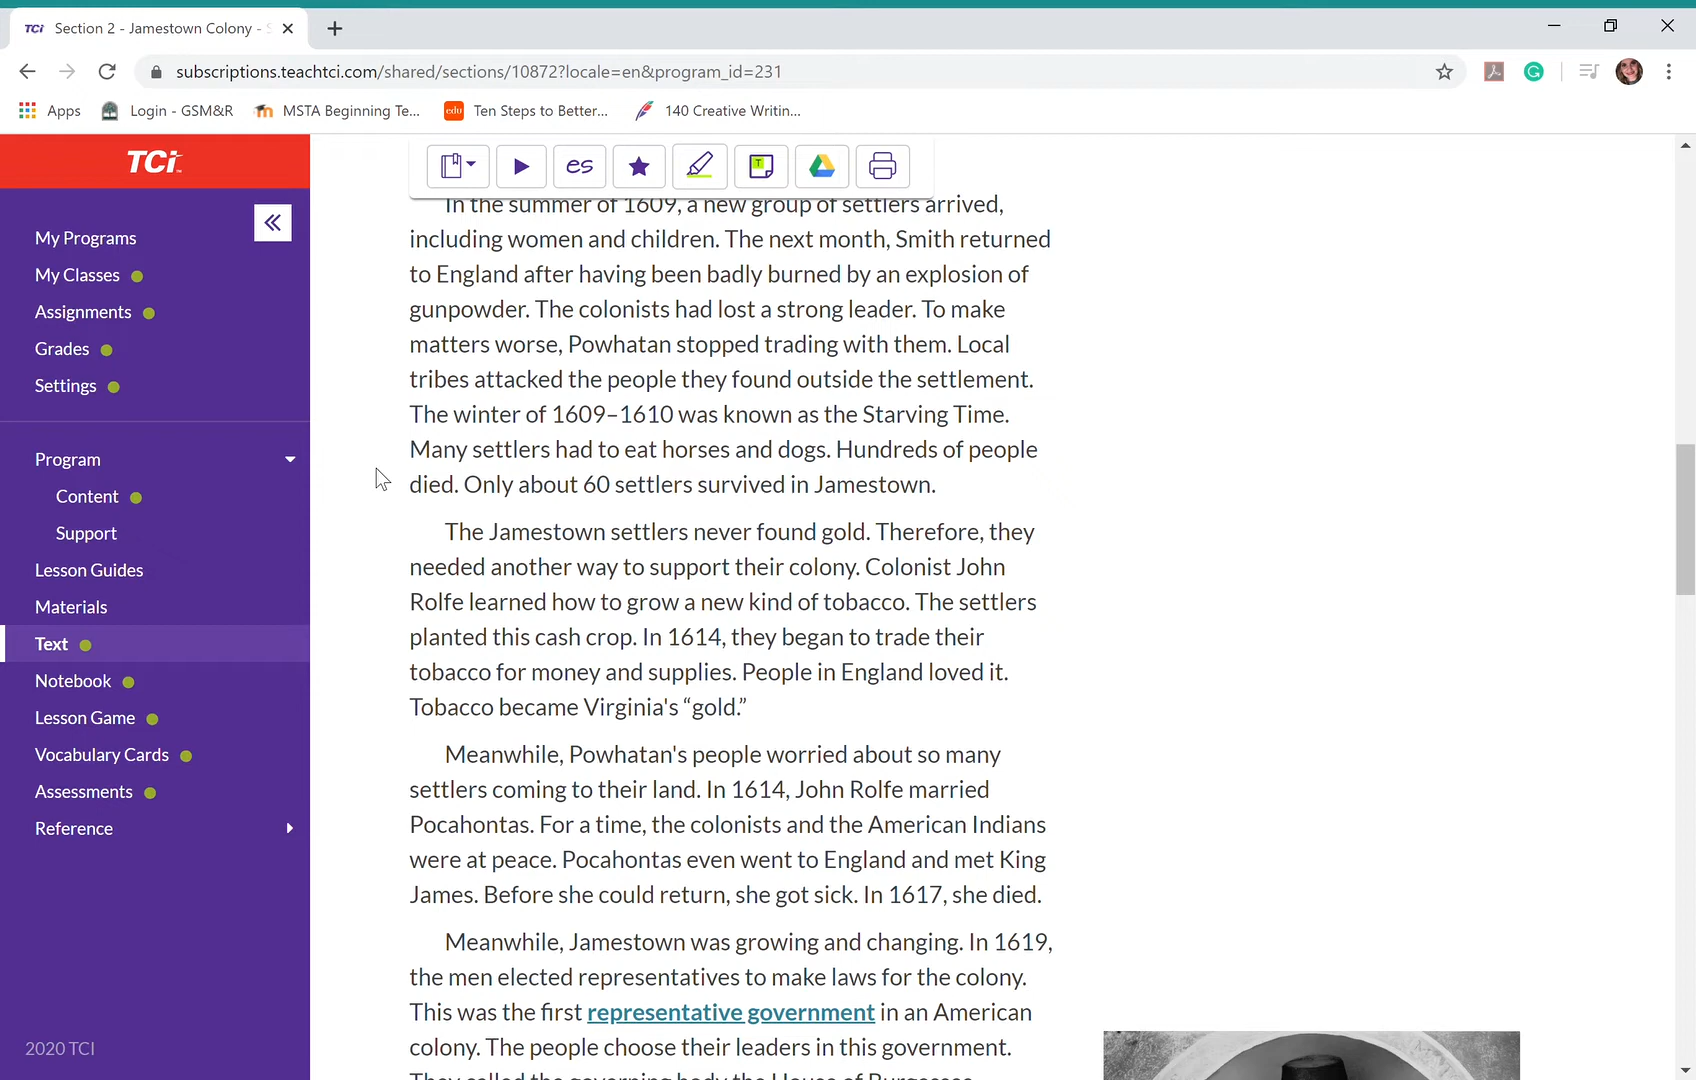 TCi Section 2 - Jamestown Colony - S
subscriptions.teachtci.com/shared/sections/10872?locale=en&program_id=231
Apps Login - GSM&R MSTA Beginning Te... edu Ten Steps to Better... 140 Creative Writin...
TCi
My Programs
My Classes
Assignments
Grades
Settings
Program
Content
Support
Lesson Guides
Materials
Text
Notebook
Lesson Game
Vocabulary Cards
Assessments
Reference
2020 TCI
es
T
In the summer of 1609, a new group of settlers arrived,
including women and children. The next month, Smith returned
to England after having been badly burned by an explosion of
gunpowder. The colonists had lost a strong leader. To make
matters worse, Powhatan stopped trading with them. Local
tribes attacked the people they found outside the settlement.
The winter of 1609–1610 was known as the Starving Time.
Many settlers had to eat horses and dogs. Hundreds of people
died. Only about 60 settlers survived in Jamestown.
The Jamestown settlers never found gold. Therefore, they
needed another way to support their colony. Colonist John
Rolfe learned how to grow a new kind of tobacco. The settlers
planted this cash crop. In 1614, they began to trade their
tobacco for money and supplies. People in England loved it.
Tobacco became Virginia's “gold.”
Meanwhile, Powhatan's people worried about so many
settlers coming to their land. In 1614, John Rolfe married
Pocahontas. For a time, the colonists and the American Indians
were at peace. Pocahontas even went to England and met King
James. Before she could return, she got sick. In 1617, she died.
Meanwhile, Jamestown was growing and changing. In 1619,
the men elected representatives to make laws for the colony.
This was the first representative government in an American
colony. The people choose their leaders in this government.
They called the governing body the House of Burgesses.